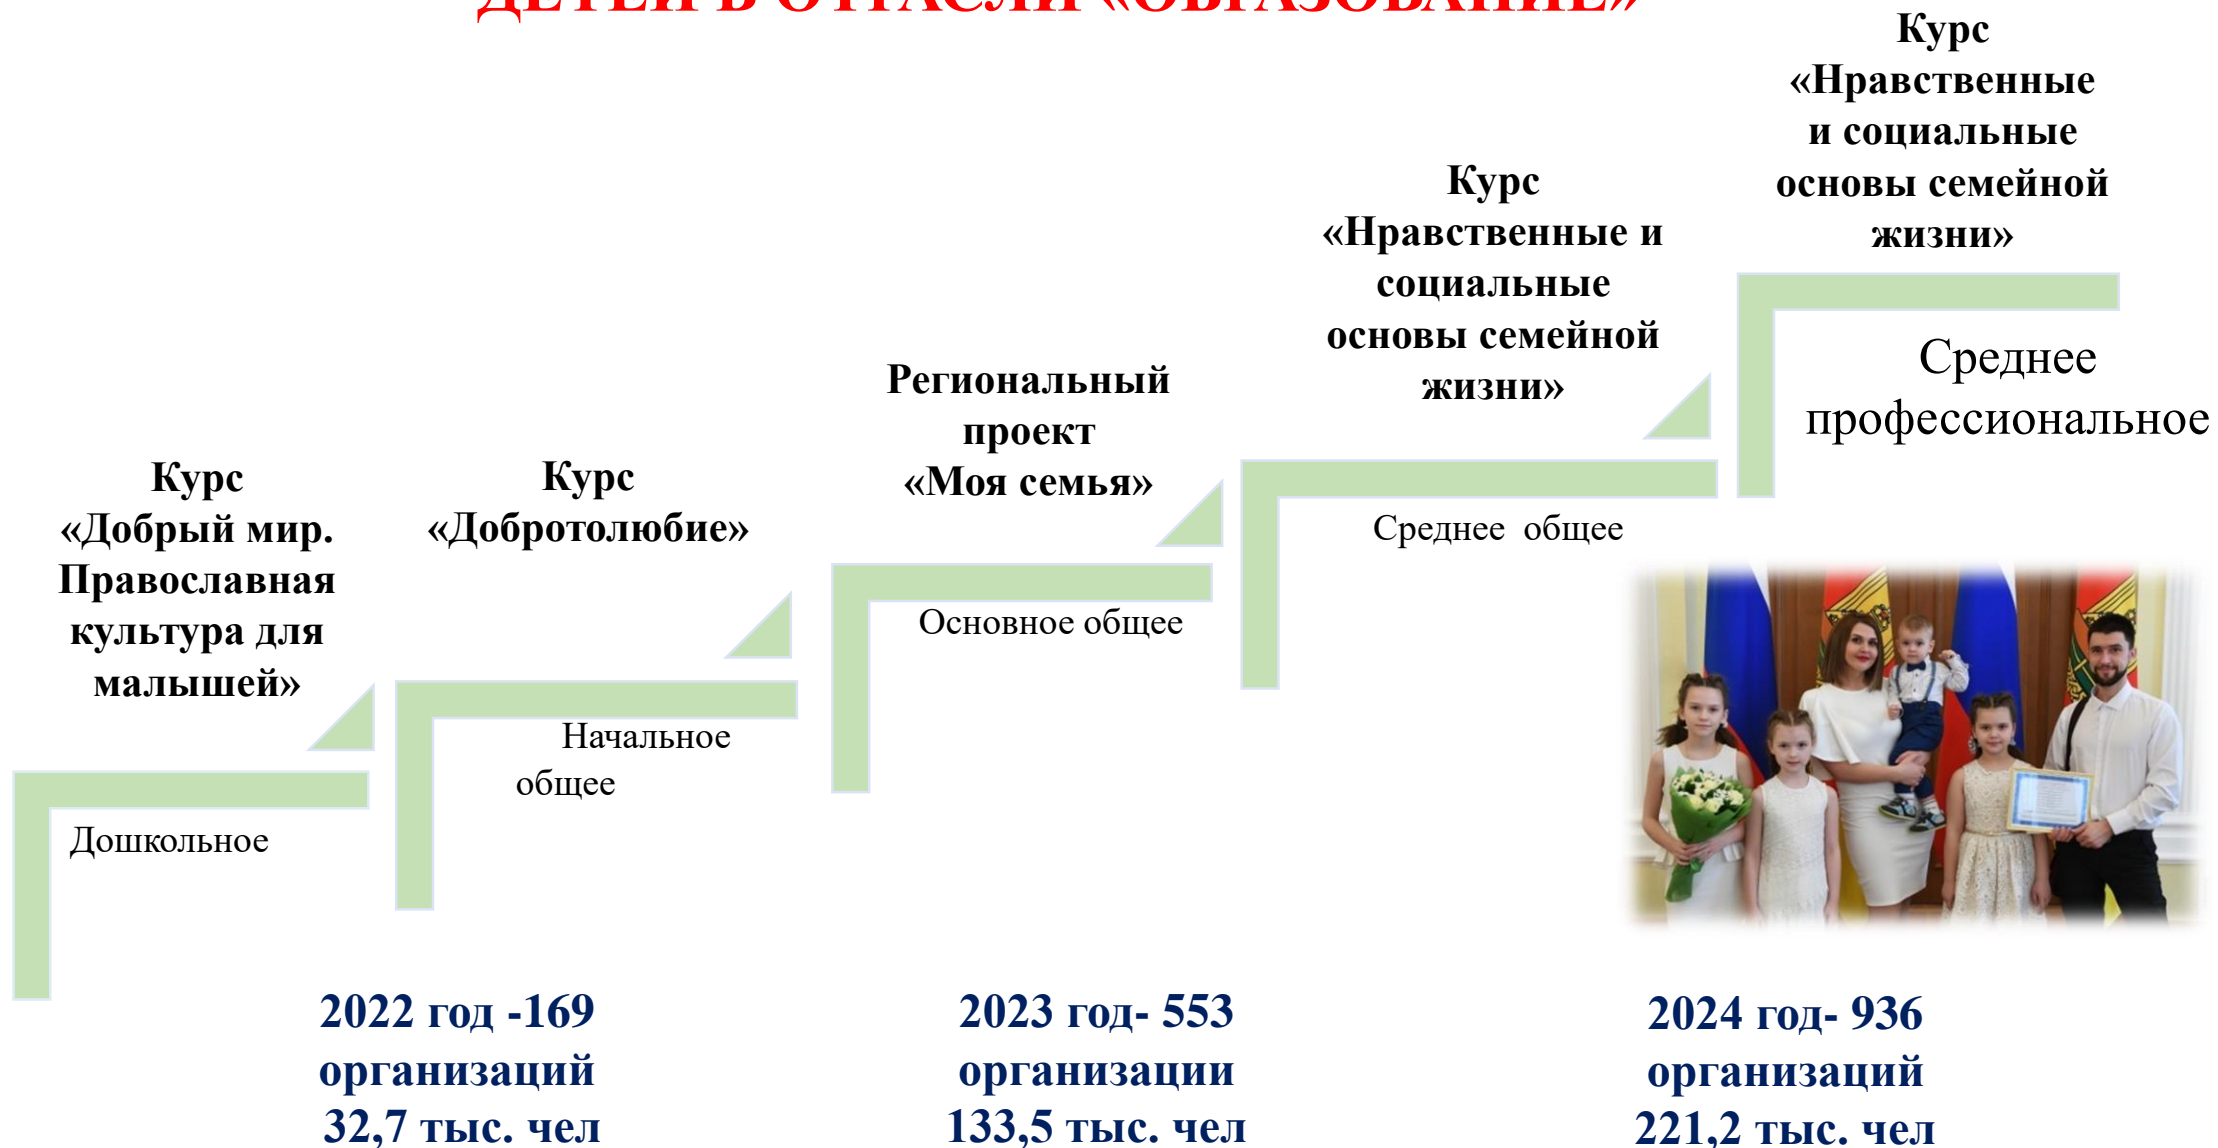 ДЕТЕЙ В ОТРАСЛИ «ОБРАЗОВАНИЕ»
Курс
«Добрый мир.
Православная
культура для
малышей»
Дошкольное
Курс
«Добротолюбие»
Начальное
общее
Региональный
проект
«Моя семья»
Основное общее
Курс
«Нравственные и
социальные
основы семейной
жизни»
Среднее общее
Курс
«Нравственные
и социальные
основы семейной
жизни»
Среднее
профессиональное
2022 год -169
организаций
32,7 тыс. чел
2023 год- 553
организации
133,5 тыс. чел
2024 год- 936
организаций
221,2 тыс. чел